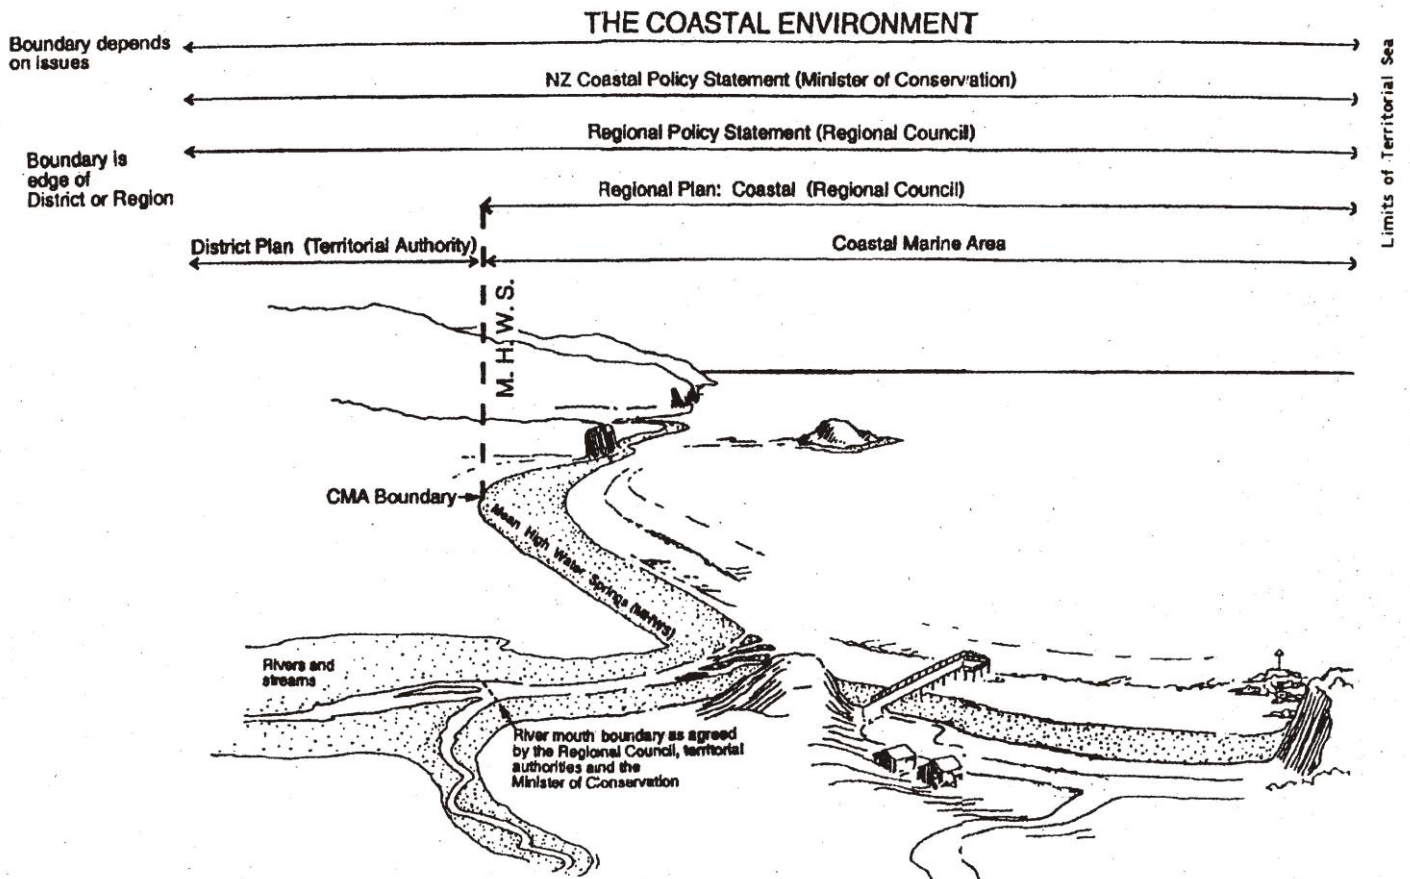 THE COASTAL ENVIRONMENT
Boundary depends
on issues
NZ Coastal Policy Statement (Minister of Conservation)
Regional Policy Statement (Regional Council)
Boundary is
edge of
District or Region
Regional Plan: Coastal (Regional Council)
District Plan (Territorial Authority)
Coastal Marine Area
Limits of Territorial Sea
M. H. W. S.
CMA Boundary
Mean High Water Springs (MHWS)
Rivers and
streams
River mouth boundary as agreed
by the Regional Council, territorial
authorities and the
Minister of Conservation